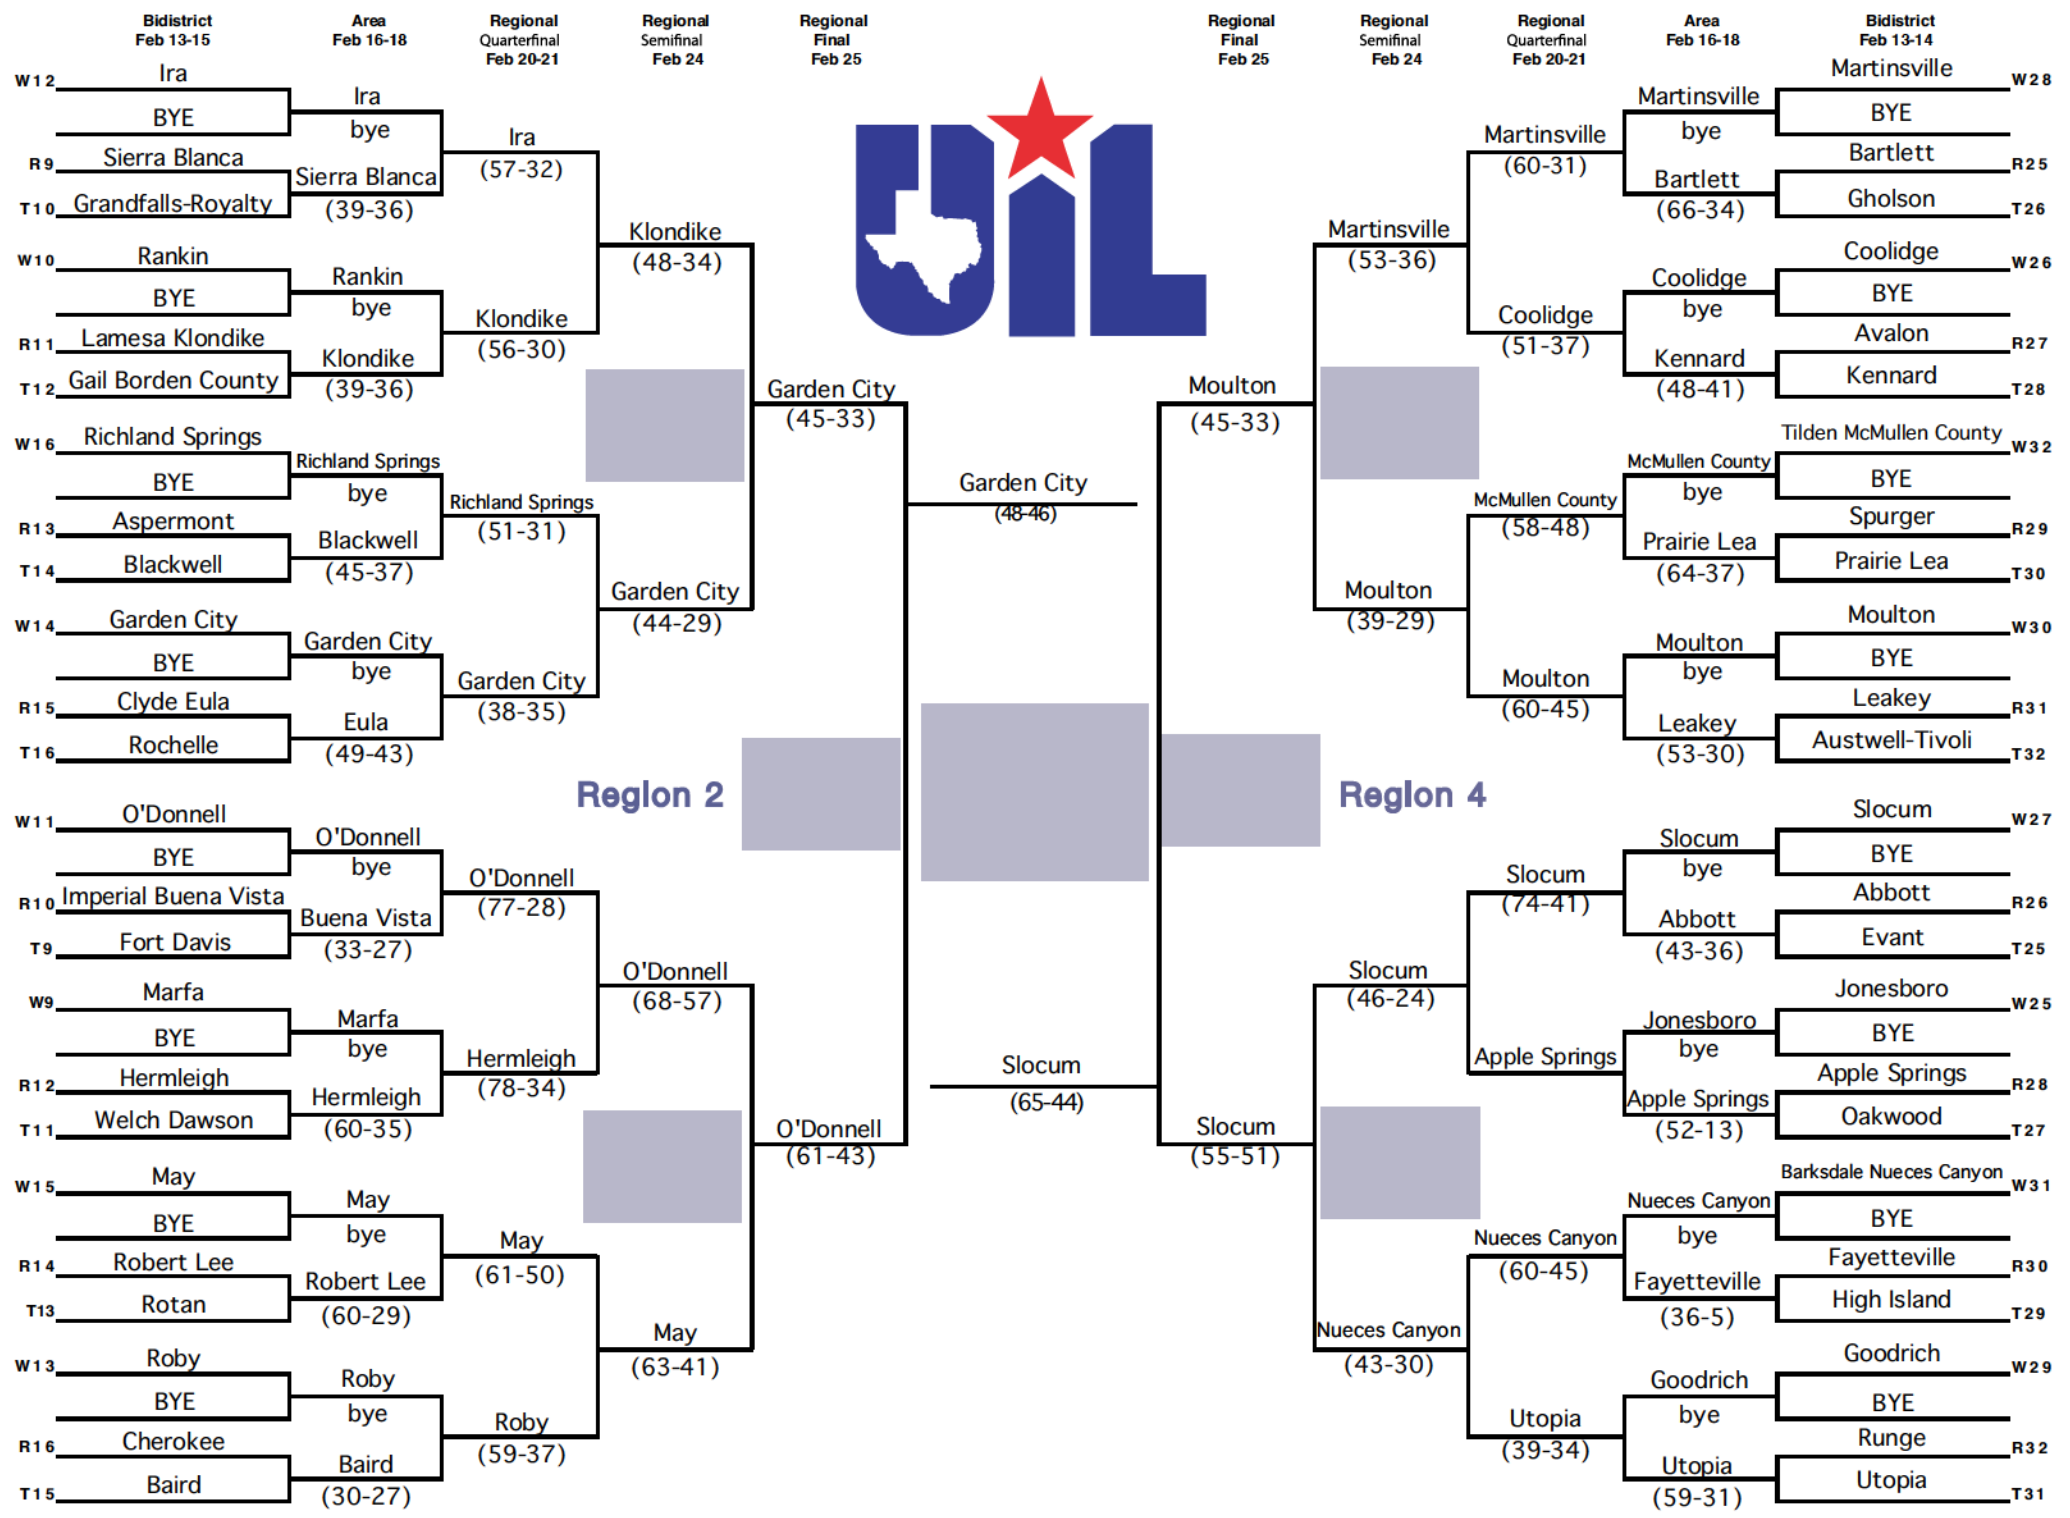 Bidistrict
Feb 13-15
Area
Feb 16-18
Regional
Quarterfinal
Feb 20-21
Regional
Semifinal
Feb 24
Regional
Final
Feb 25
Regional
Final
Feb 25
Regional
Semifinal
Feb 24
Regional
Quarterfinal
Feb 20-21
Area
Feb 16-18
Bidistrict
Feb 13-14
W12 Ira
BYE
R9 Sierra Blanca
T10 Grandfalls-Royalty
W10 Rankin
BYE
R11 Lamesa Klondike
T12 Gail Borden County
W16 Richland Springs
BYE
R13 Aspermont
T14 Blackwell
W14 Garden City
BYE
R15 Clyde Eula
T16 Rochelle
W11 O'Donnell
BYE
R10 Imperial Buena Vista
T9 Fort Davis
W9 Marfa
BYE
R12 Hermleigh
T11 Welch Dawson
W15 May
BYE
R14 Robert Lee
T13 Rotan
W13 Roby
BYE
R16 Cherokee
T15 Baird
Ira
bye
Sierra Blanca
(39-36)
Rankin
bye
Klondike
(39-36)
Richland Springs
bye
Blackwell
(45-37)
Garden City
bye
Eula
(49-43)
O'Donnell
bye
Buena Vista
(33-27)
Marfa
bye
Hermleigh
(60-35)
May
bye
Robert Lee
(60-29)
Roby
bye
Baird
(30-27)
Ira
(57-32)
Klondike
(56-30)
Richland Springs
(51-31)
Garden City
(38-35)
O'Donnell
(77-28)
Hermleigh
(78-34)
May
(61-50)
Roby
(59-37)
Klondike
(48-34)
Garden City
(44-29)
Region 2
O'Donnell
(68-57)
May
(63-41)
Garden City
(45-33)
O'Donnell
(61-43)
UIL
Garden City
(48-46)
Slocum
(65-44)
Moulton
(45-33)
Slocum
(55-51)
Martinsville
(53-36)
Moulton
(39-29)
Region 4
Slocum
(46-24)
Nueces Canyon
(43-30)
Martinsville
(60-31)
Coolidge
(51-37)
McMullen County
(58-48)
Moulton
(60-45)
Slocum
(74-41)
Apple Springs
Nueces Canyon
(60-45)
Utopia
(39-34)
Martinsville
bye
Bartlett
(66-34)
Coolidge
bye
Kennard
(48-41)
McMullen County
bye
Prairie Lea
(64-37)
Moulton
bye
Leakey
(53-30)
Slocum
bye
Abbott
(43-36)
Jonesboro
bye
Apple Springs
(52-13)
Nueces Canyon
bye
Fayetteville
(36-5)
Goodrich
bye
Utopia
(59-31)
Martinsville W28
BYE
Bartlett R25
Gholson T26
Coolidge W26
BYE
Avalon R27
Kennard T28
Tilden McMullen County W32
BYE
Spurger R29
Prairie Lea T30
Moulton W30
BYE
Leakey R31
Austwell-Tivoli T32
Slocum W27
BYE
Abbott R26
Evant T25
Jonesboro W25
BYE
Apple Springs R28
Oakwood T27
Barksdale Nueces Canyon W31
BYE
Fayetteville R30
High Island T29
Goodrich W29
BYE
Runge R32
Utopia T31